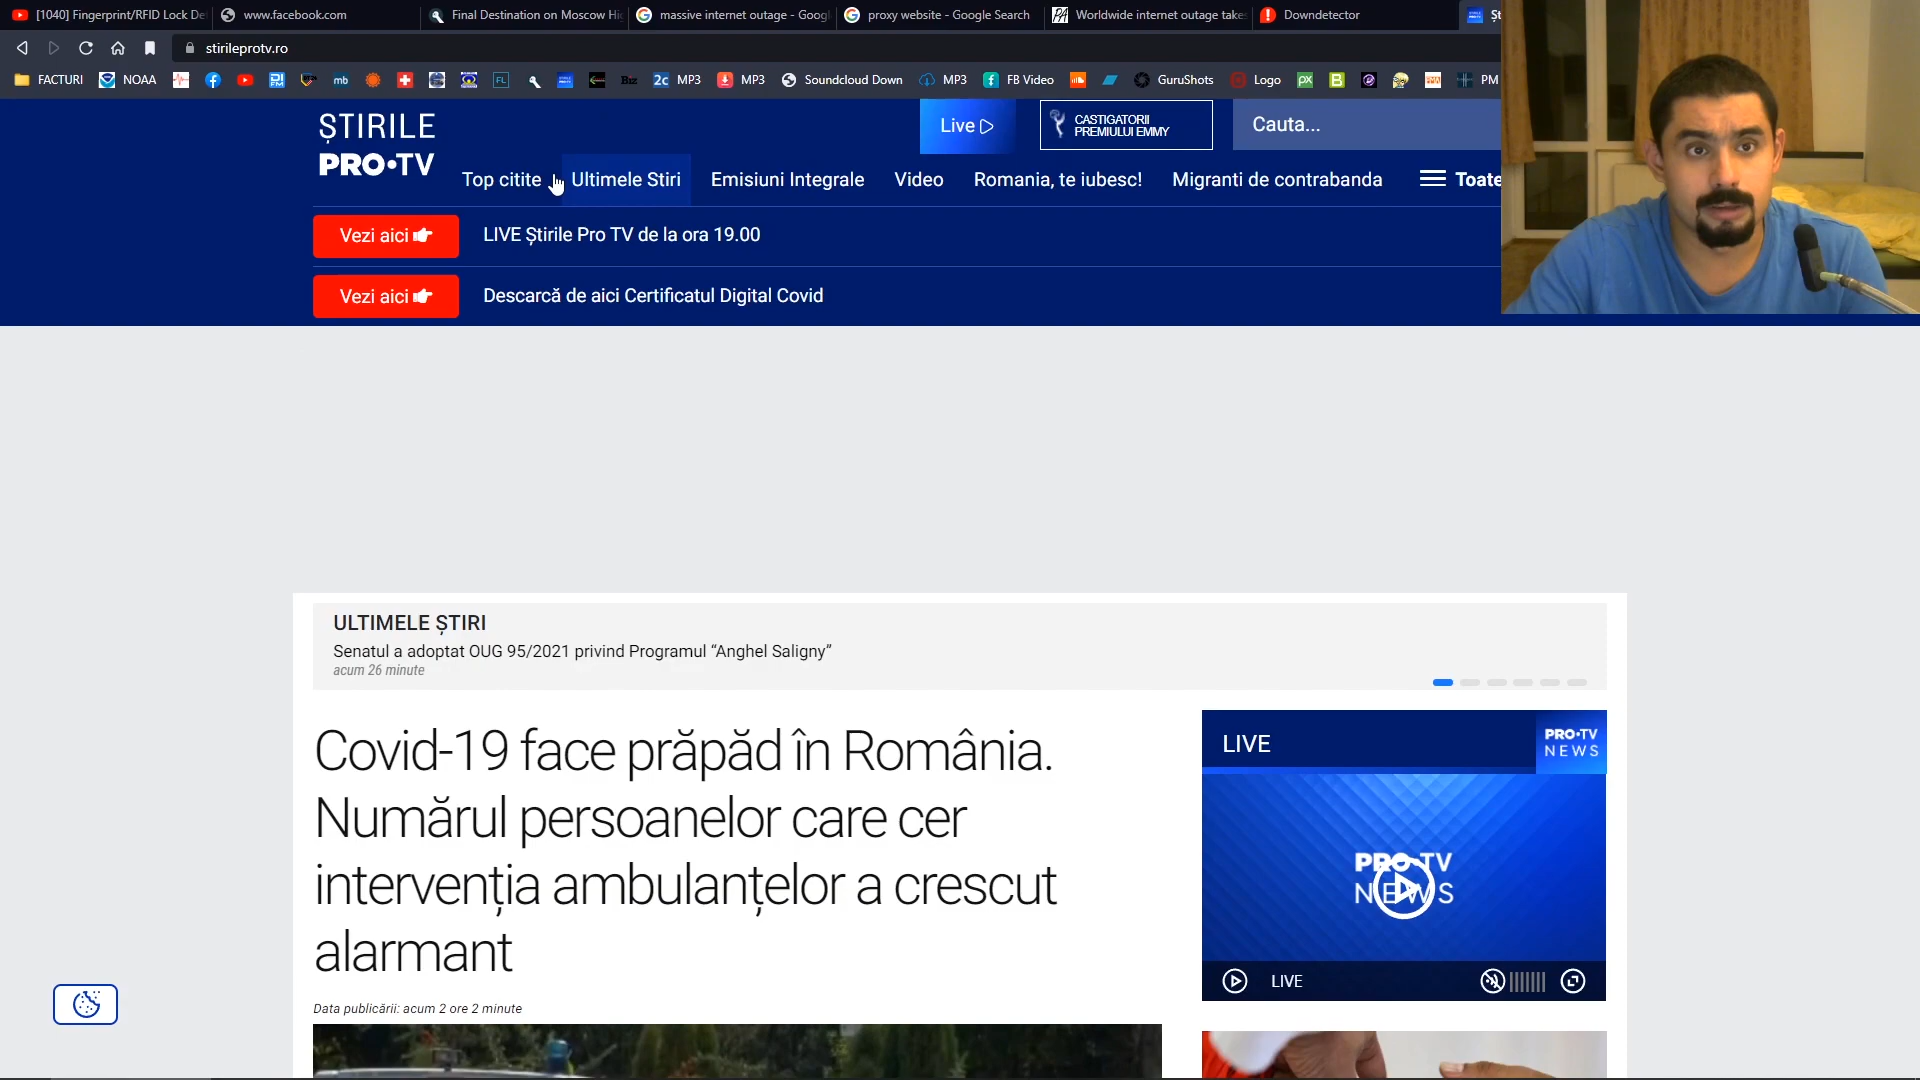 [1040] Fingerprint/RFID Lock De
www.facebook.com
Final Destination on Moscow Hi
massive internet outage - Googl
proxy website - Google Search
Worldwide internet outage take
Downdetector
Șt
stirileprotv.ro
FACTURI
NOAA
mb
FL
Biz
2c MP3
MP3
Soundcloud Down
MP3
FB Video
GuruShots
Logo
PX
B
PM
ȘTIRILE
PRO•TV
Live
CASTIGATORII
PREMIULUI EMMY
Cauta...
Top citite
Ultimele Stiri
Emisiuni Integrale
Video
Romania, te iubesc!
Migranti de contrabanda
Toate
Vezi aici
LIVE Știrile Pro TV de la ora 19.00
Vezi aici
Descarcă de aici Certificatul Digital Covid
ULTIMELE ȘTIRI
Senatul a adoptat OUG 95/2021 privind Programul “Anghel Saligny”
acum 26 minute
Covid-19 face prăpăd în România.
Numărul persoanelor care cer
intervenția ambulanțelor a crescut
alarmant
Data publicării: acum 2 ore 2 minute
LIVE
PRO•TV
NEWS
PRO•TV
NEWS
LIVE